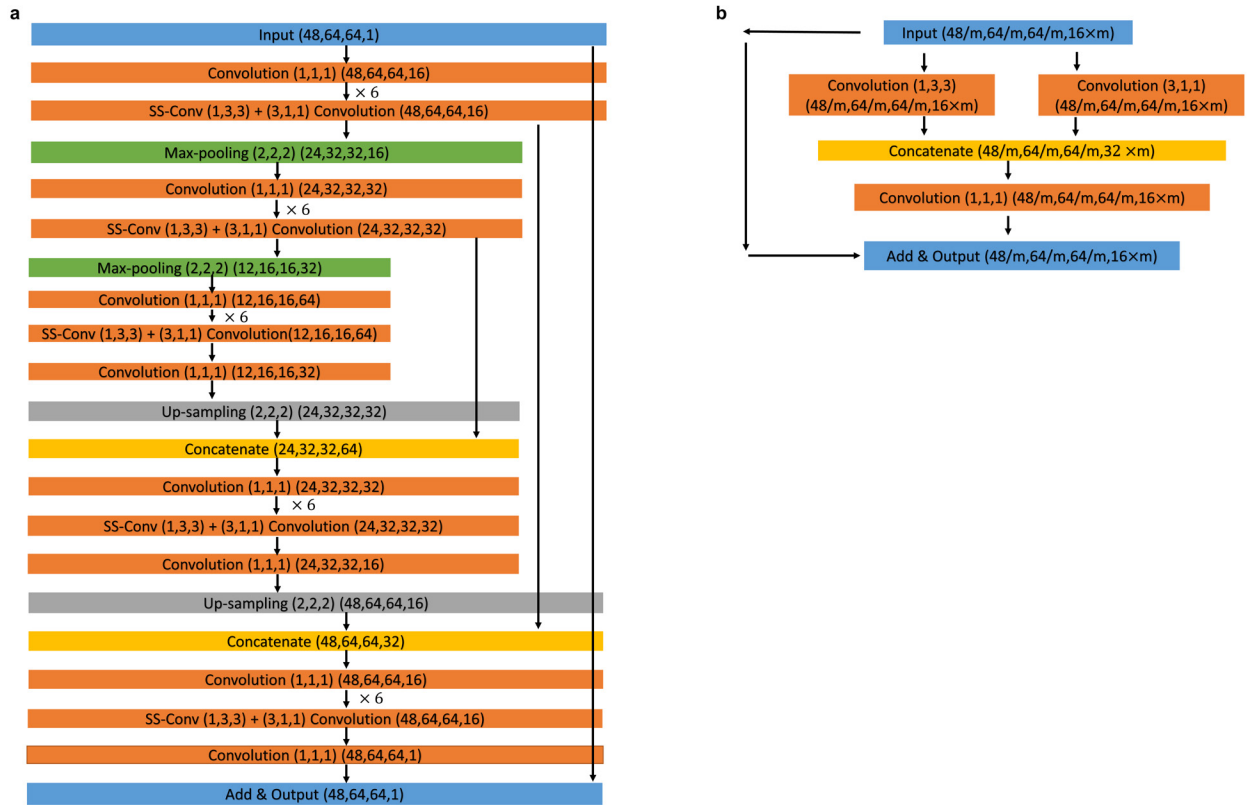 a
Input (48,64,64,1)
Convolution (1,1,1) (48,64,64,16)
× 6
SS-Conv (1,3,3) + (3,1,1) Convolution (48,64,64,16)
Max-pooling (2,2,2) (24,32,32,16)
Convolution (1,1,1) (24,32,32,32)
× 6
SS-Conv (1,3,3) + (3,1,1) Convolution (24,32,32,32)
Max-pooling (2,2,2) (12,16,16,32)
Convolution (1,1,1) (12,16,16,64)
× 6
SS-Conv (1,3,3) + (3,1,1) Convolution(12,16,16,64)
Convolution (1,1,1) (12,16,16,32)
Up-sampling (2,2,2) (24,32,32,32)
Concatenate (24,32,32,64)
Convolution (1,1,1) (24,32,32,32)
× 6
SS-Conv (1,3,3) + (3,1,1) Convolution (24,32,32,32)
Convolution (1,1,1) (24,32,32,16)
Up-sampling (2,2,2) (48,64,64,16)
Concatenate (48,64,64,32)
Convolution (1,1,1) (48,64,64,16)
× 6
SS-Conv (1,3,3) + (3,1,1) Convolution (48,64,64,16)
Convolution (1,1,1) (48,64,64,1)
Add & Output (48,64,64,1)
b
Input (48/m,64/m,64/m,16×m)
Convolution (1,3,3)
(48/m,64/m,64/m,16×m)
Convolution (3,1,1)
(48/m,64/m,64/m,16×m)
Concatenate (48/m,64/m,64/m,32 ×m)
Convolution (1,1,1) (48/m,64/m,64/m,16×m)
Add & Output (48/m,64/m,64/m,16×m)